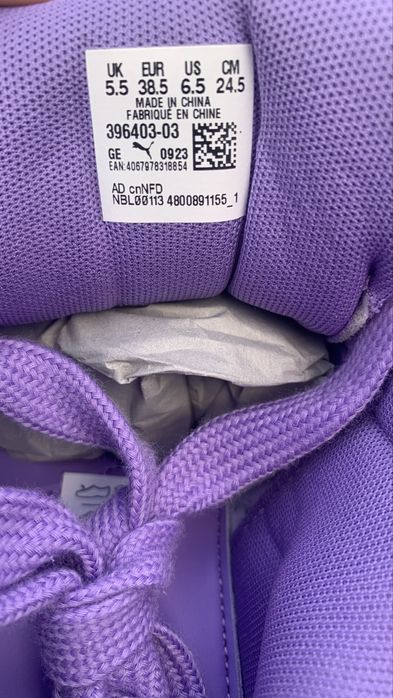 UK EUR US CM
5.5 38.5 6.5 24.5
MADE IN CHINA
FABRIQUÉ EN CHINE
396403-03
GE 0923
EAN:4067978318854
AD cnNFD
NBL00113 4800891155_1